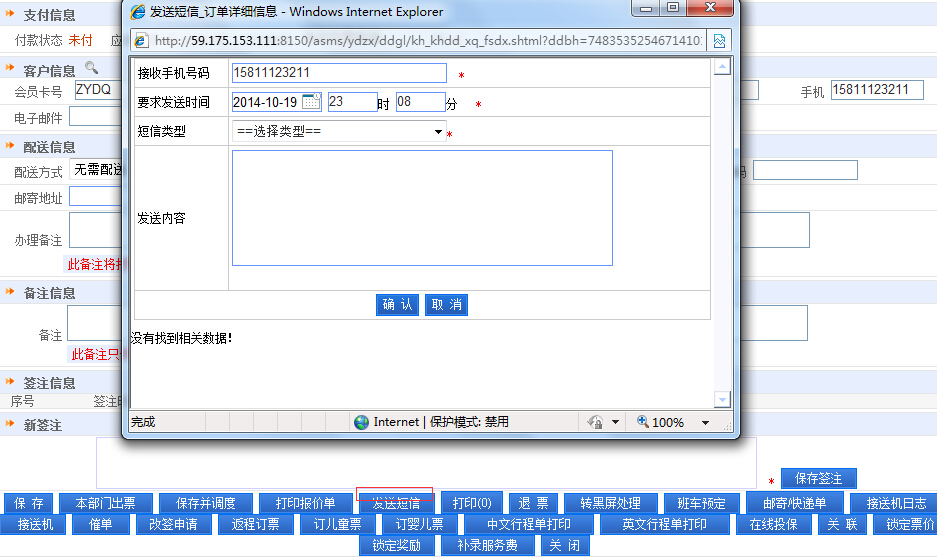 支付信息
付款状态 未付 应
客户信息
会员卡号 ZYDQ
手机 15811123211
电子邮件
配送信息
配送方式 无需配送
邮寄地址
办理备注
此备注将打
备注信息
备注
此备注只
签注信息
序号 签注时
新签注
发送短信_订单详细信息 - Windows Internet Explorer
http://59.175.153.111:8150/asms/ydzx/ddgl/kh_khdd_xq_fsdx.shtml?ddbh=7483535254671410
接收手机号码 15811123211 *
要求发送时间 2014-10-19 23 时 08 分 *
短信类型 ==选择类型== *
发送内容
确 认 取 消
没有找到相关数据!
完成 Internet | 保护模式: 禁用 100%
* 保存签注
保 存 本部门出票 保存并调度 打印报价单 发送短信 打印(0) 退 票 转黑屏处理 班车预定 邮寄/快递单 接送机日志
接送机 催单 改签申请 返程订票 订儿童票 订婴儿票 中文行程单打印 英文行程单打印 在线投保 关 联 锁定票价
锁定奖励 补录服务费 关 闭